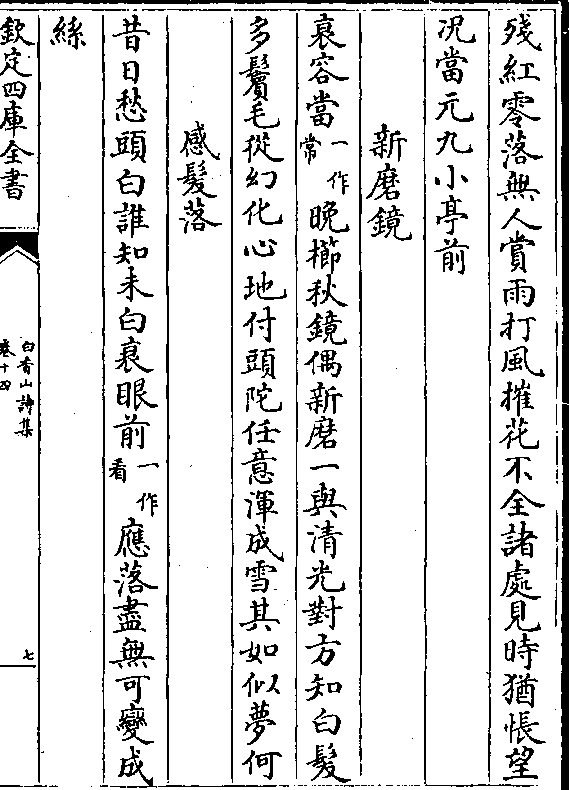 殘紅零落無人賞雨打風摧花不全諸處見時猶悵望
況當元九小亭前
新磨鏡
衰容當一作常晩櫛秋鏡偶新磨一與清光對方知白髮
多鬢毛從幻化心地付頭陀任意渾成雪其如似夢何
感髮落
昔日愁頭白誰知未白衰眼前一作看應落盡無可變成
絲
欽定四庫全書
白香山詩集
卷十四
七